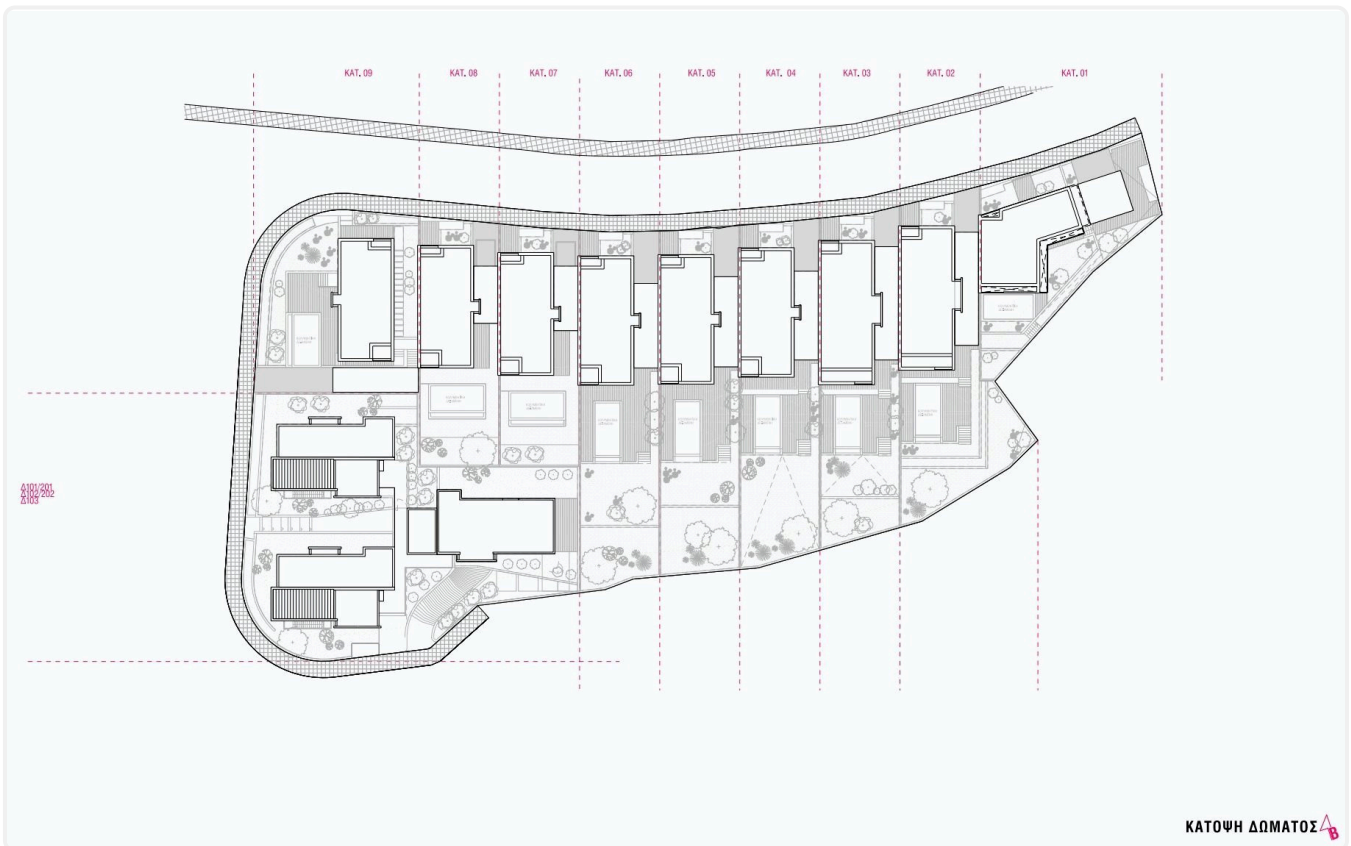 ΚΑΤ. 09
ΚΑΤ. 08
ΚΑΤ. 07
ΚΑΤ. 06
ΚΑΤ. 05
ΚΑΤ. 04
ΚΑΤ. 03
ΚΑΤ. 02
ΚΑΤ. 01
Δ101/201
Δ102/202
Δ103
ΚΑΤΟΨΗ ΔΩΜΑΤΟΣ
Β